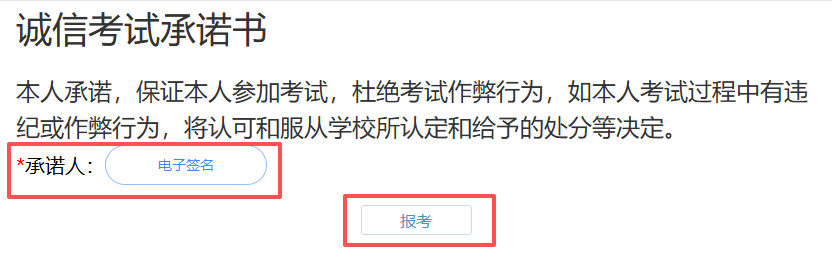 诚信考试承诺书
本人承诺，保证本人参加考试，杜绝考试作弊行为，如本人考试过程中有违
纪或作弊行为，将认可和服从学校所认定和给予的处分等决定。
*承诺人： 电子签名
报考